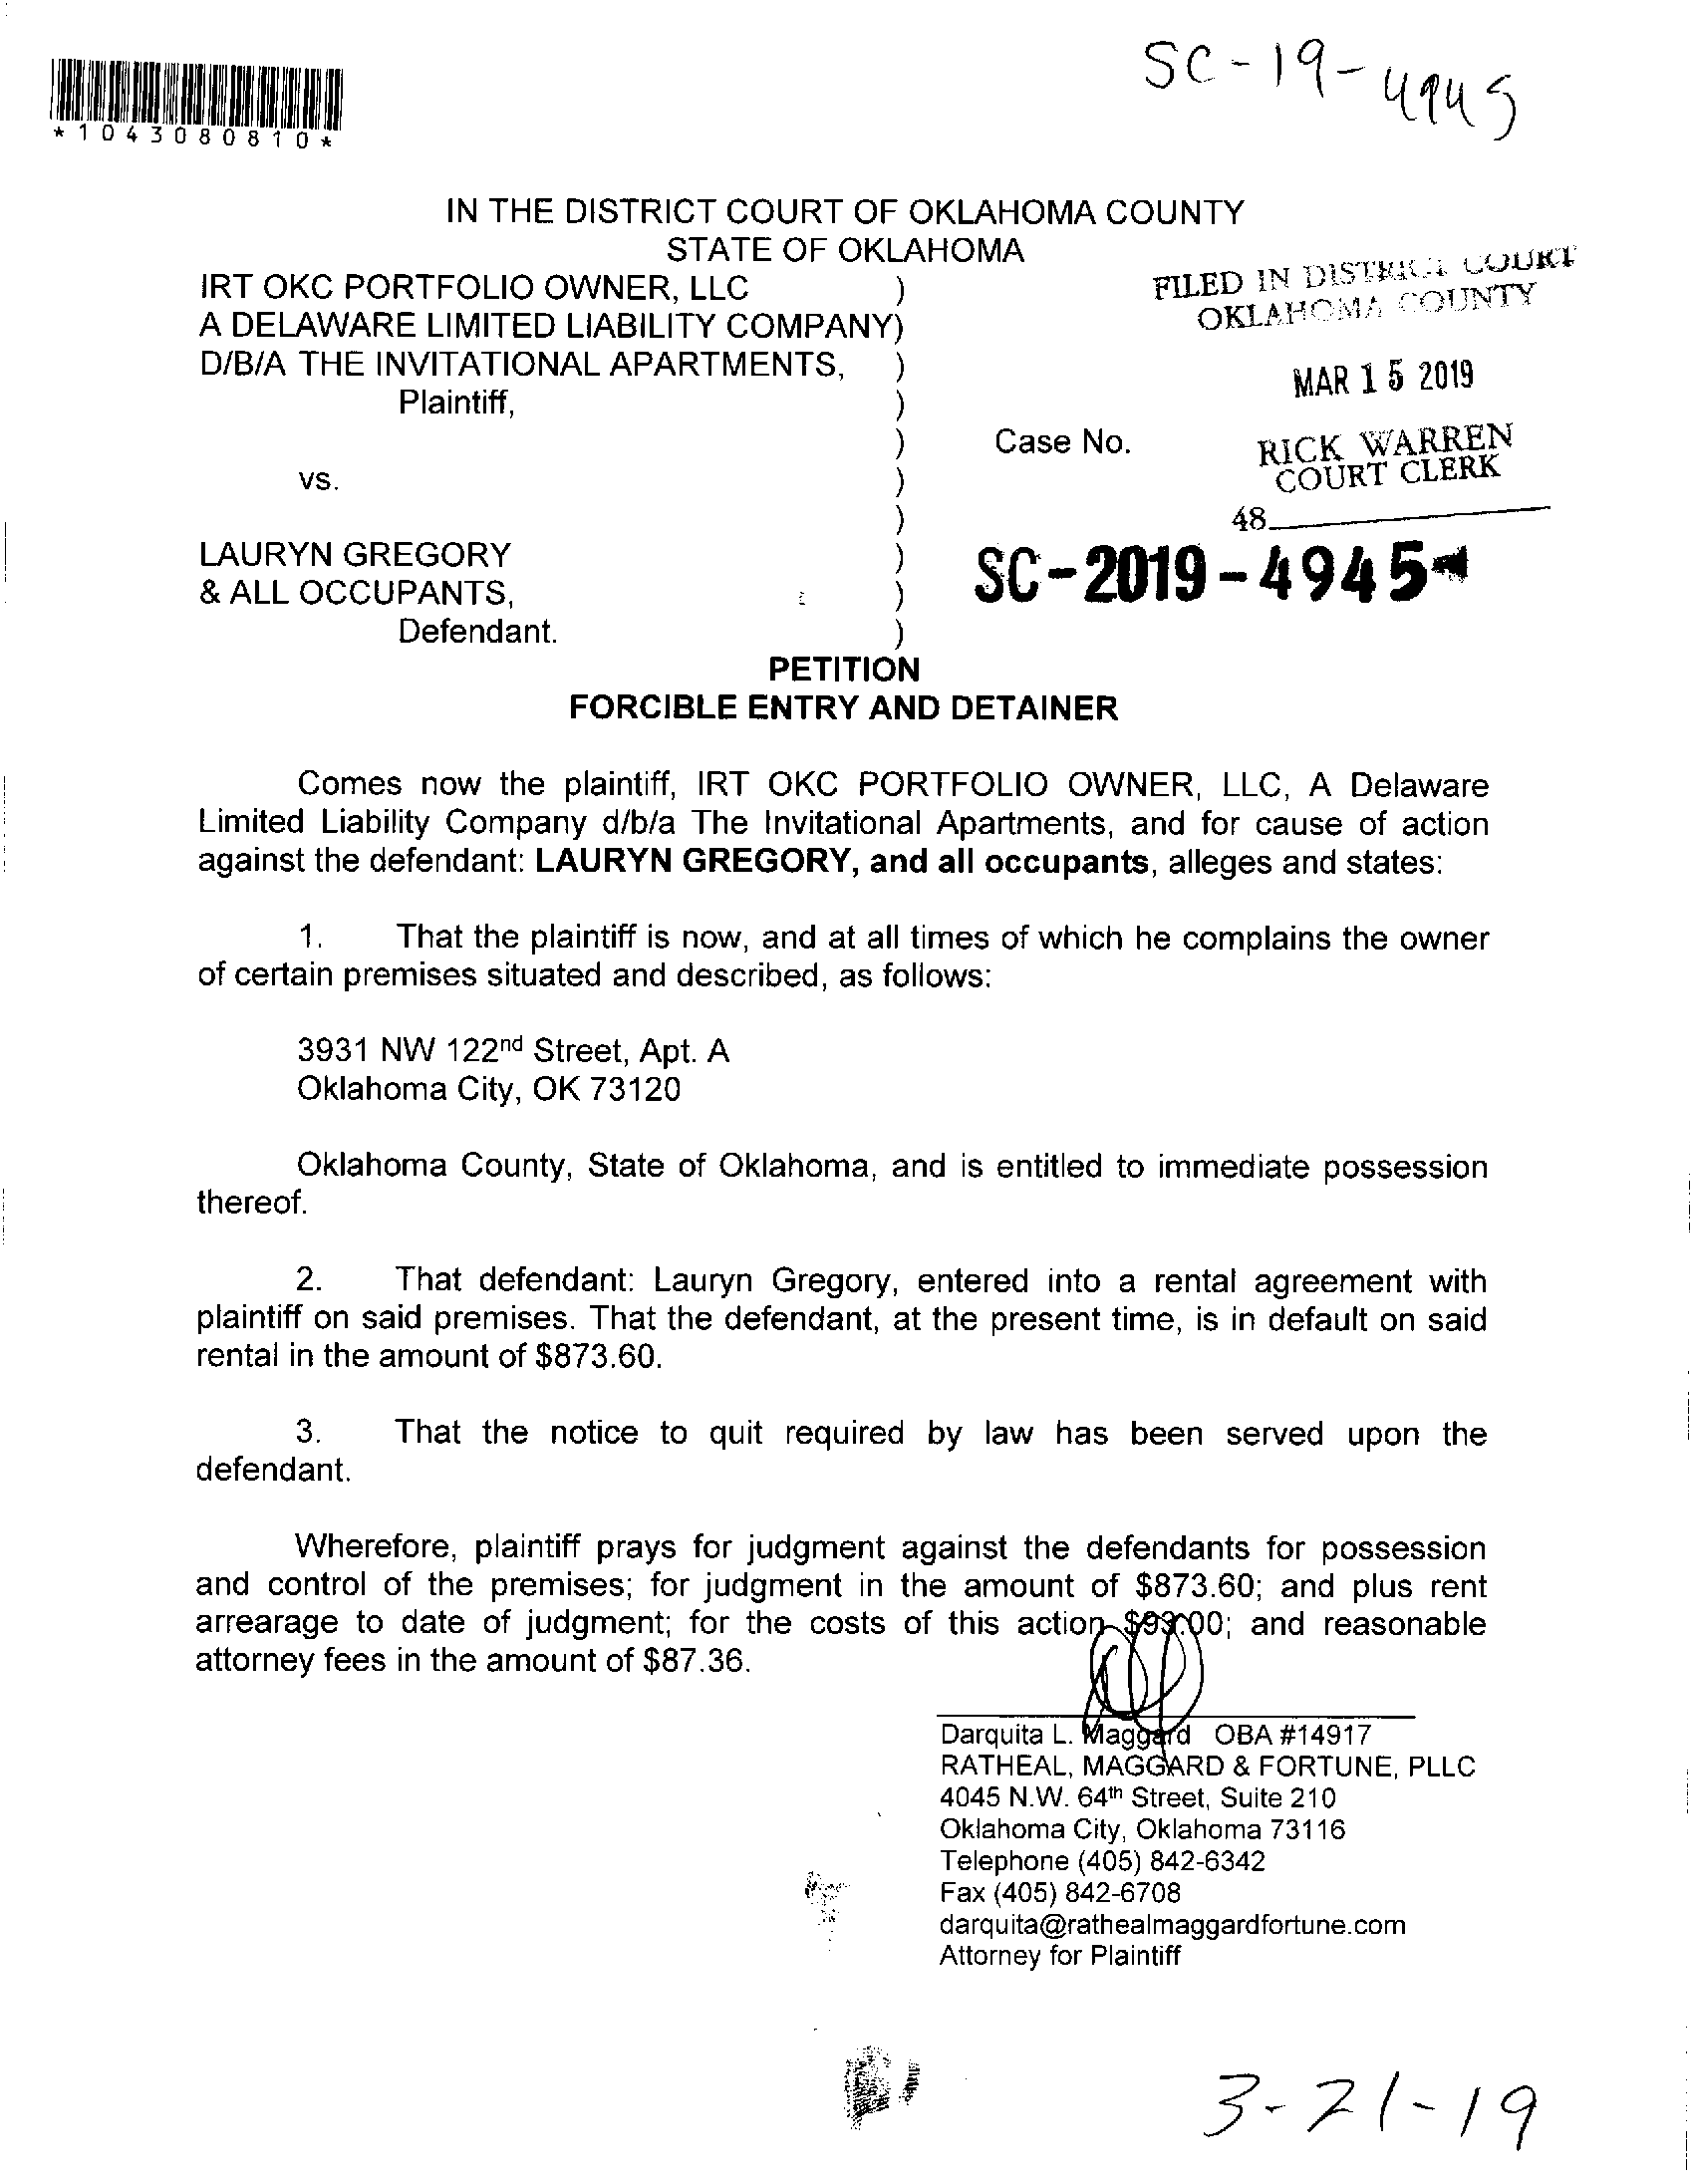 SC-19-4945
*1043080810*
IN THE DISTRICT COURT OF OKLAHOMA COUNTY
STATE OF OKLAHOMA
IRT OKC PORTFOLIO OWNER, LLC )
A DELAWARE LIMITED LIABILITY COMPANY)
D/B/A THE INVITATIONAL APARTMENTS, )
Plaintiff, )
) Case No.
vs. )
)
LAURYN GREGORY )
& ALL OCCUPANTS, )
Defendant. )
FILED IN DISTRICT COURT
OKLAHOMA COUNTY
MAR 15 2019
RICK WARREN
COURT CLERK
48
SC-2019-4945
PETITION
FORCIBLE ENTRY AND DETAINER
Comes now the plaintiff, IRT OKC PORTFOLIO OWNER, LLC, A Delaware
Limited Liability Company d/b/a The Invitational Apartments, and for cause of action
against the defendant: LAURYN GREGORY, and all occupants, alleges and states:
1. That the plaintiff is now, and at all times of which he complains the owner
of certain premises situated and described, as follows:
3931 NW 122nd Street, Apt. A
Oklahoma City, OK 73120
Oklahoma County, State of Oklahoma, and is entitled to immediate possession
thereof.
2. That defendant: Lauryn Gregory, entered into a rental agreement with
plaintiff on said premises. That the defendant, at the present time, is in default on said
rental in the amount of $873.60.
3. That the notice to quit required by law has been served upon the
defendant.
Wherefore, plaintiff prays for judgment against the defendants for possession
and control of the premises; for judgment in the amount of $873.60; and plus rent
arrearage to date of judgment; for the costs of this action $93.00; and reasonable
attorney fees in the amount of $87.36.
Darquita L. Maggard OBA #14917
RATHEAL, MAGGARD & FORTUNE, PLLC
4045 N.W. 64th Street, Suite 210
Oklahoma City, Oklahoma 73116
Telephone (405) 842-6342
Fax (405) 842-6708
darquita@rathealmaggardfortune.com
Attorney for Plaintiff
3-21-19